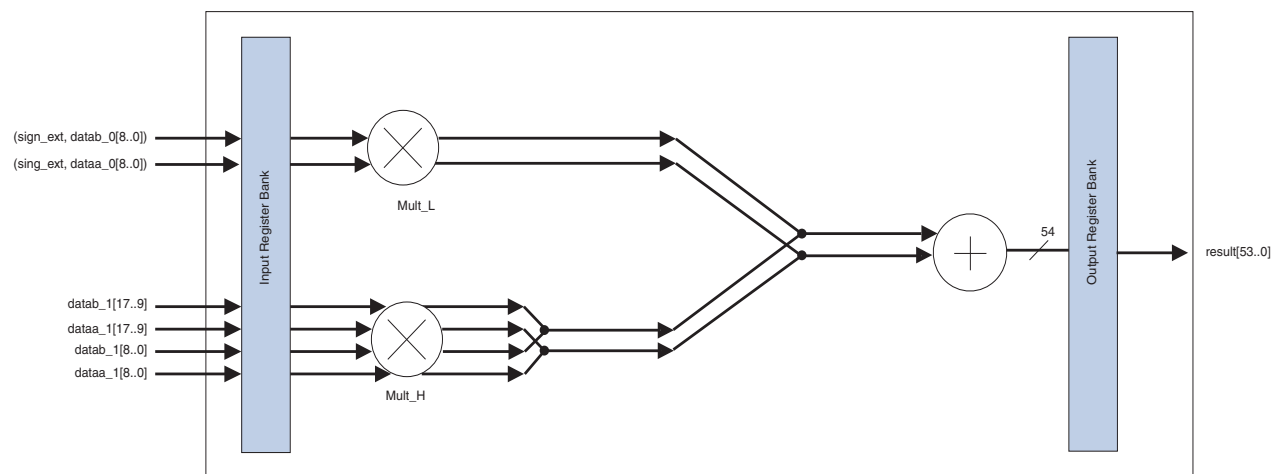 (sign_ext, datab_0[8..0])
(sing_ext, dataa_0[8..0])
Input Register Bank
Mult_L
datab_1[17..9]
dataa_1[17..9]
datab_1[8..0]
dataa_1[8..0]
Mult_H
54
Output Register Bank
result[53..0]